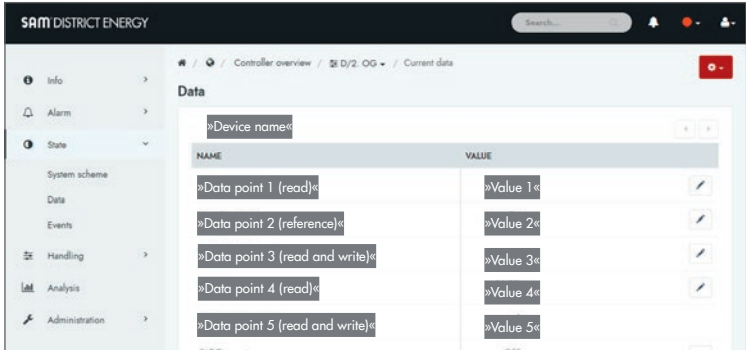 SAM DISTRICT ENERGY
Search...
Info
Alarm
State
System scheme
Data
Events
Handling
Analysis
Administration
/ / Controller overview / D/2. OG / Current data
Data
»Device name«
NAME VALUE
»Data point 1 (read)« »Value 1«
»Data point 2 (reference)« »Value 2«
»Data point 3 (read and write)« »Value 3«
»Data point 4 (read)« »Value 4«
»Data point 5 (read and write)« »Value 5«